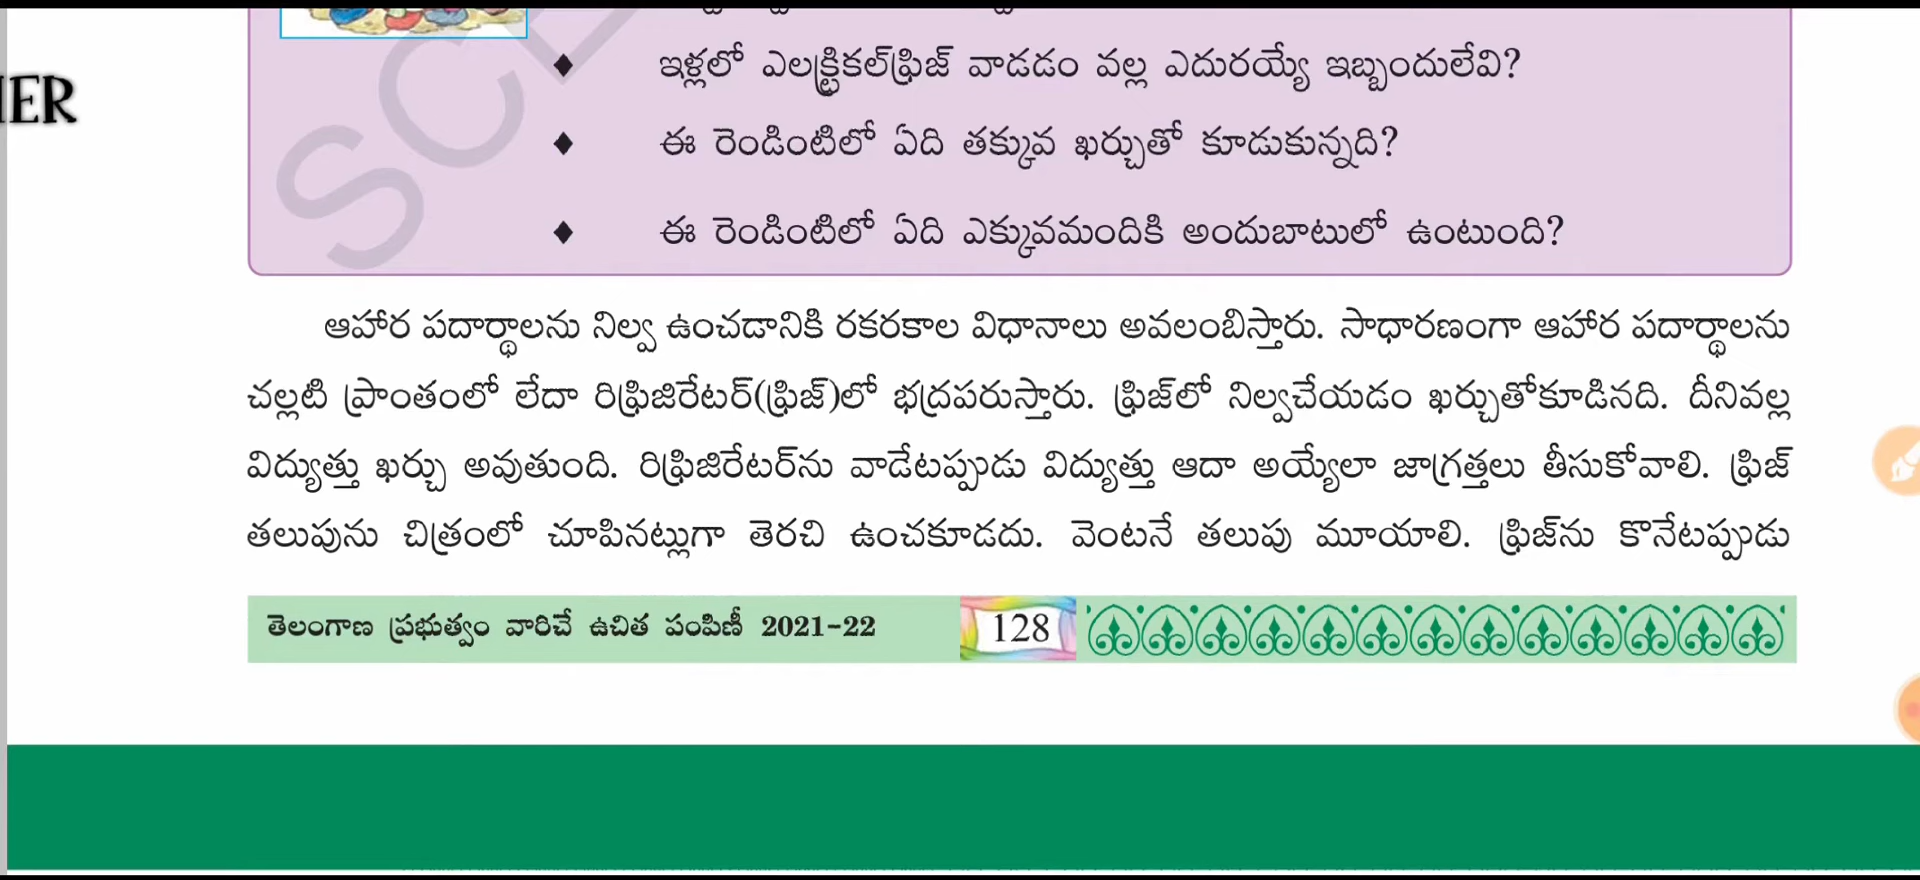 ఇళ్లలో ఎలక్ట్రికల్‌ఫ్రిజ్ వాడడం వల్ల ఎదురయ్యే ఇబ్బందులేవి?
IER
ఈ రెండింటిలో ఏది తక్కువ ఖర్చుతో కూడుకున్నది?
ఈ రెండింటిలో ఏది ఎక్కువమందికి అందుబాటులో ఉంటుంది?
ఆహార పదార్థాలను నిల్వ ఉంచడానికి రకరకాల విధానాలు అవలంబిస్తారు. సాధారణంగా ఆహార పదార్థాలను
చల్లటి ప్రాంతంలో లేదా రిఫ్రిజిరేటర్(ఫ్రిజ్)లో భద్రపరుస్తారు. ఫ్రిజ్‌లో నిల్వచేయడం ఖర్చుతోకూడినది. దీనివల్ల
విద్యుత్తు ఖర్చు అవుతుంది. రిఫ్రిజిరేటర్‌ను వాడేటప్పుడు విద్యుత్తు ఆదా అయ్యేలా జాగ్రత్తలు తీసుకోవాలి. ఫ్రిజ్
తలుపును చిత్రంలో చూపినట్లుగా తెరచి ఉంచకూడదు. వెంటనే తలుపు మూయాలి. ఫ్రిజ్‌ను కొనేటప్పుడు
తెలంగాణ ప్రభుత్వం వారిచే ఉచిత పంపిణీ 2021-22
128